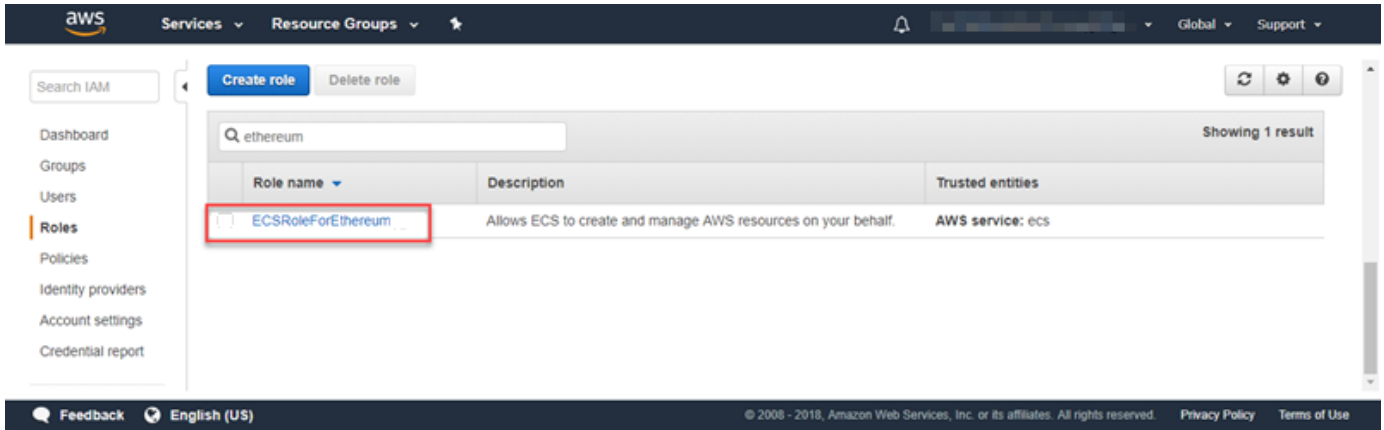 aws Services Resource Groups Global Support
Search IAM Create role Delete role
Dashboard ethereum Showing 1 result
Groups
Role name Description Trusted entities
Users
Roles ECSRoleForEthereum Allows ECS to create and manage AWS resources on your behalf. AWS service: ecs
Policies
Identity providers
Account settings
Credential report
Feedback English (US) © 2008 - 2018, Amazon Web Services, Inc. or its affiliates. All rights reserved. Privacy Policy Terms of Use